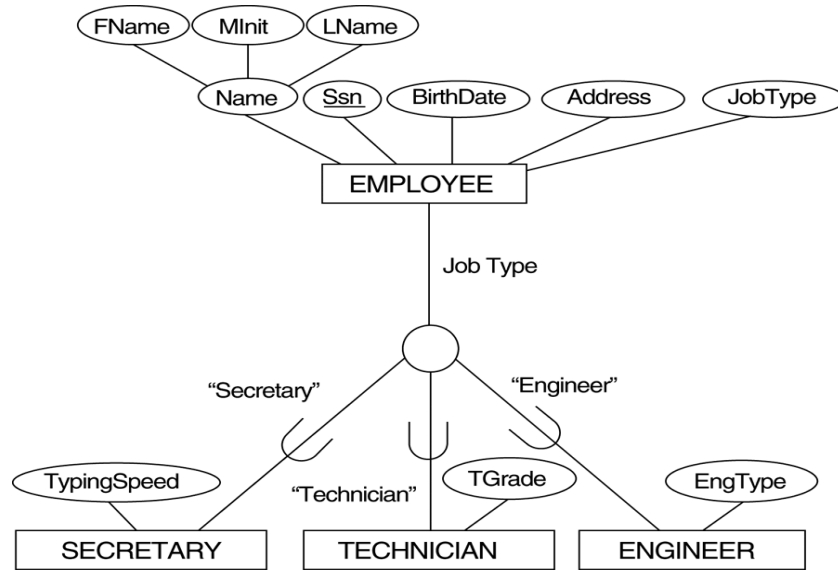 FName MInit LName
Name Ssn BirthDate Address JobType
EMPLOYEE
Job Type
“Secretary” “Engineer”
TypingSpeed “Technician” TGrade EngType
SECRETARY TECHNICIAN ENGINEER